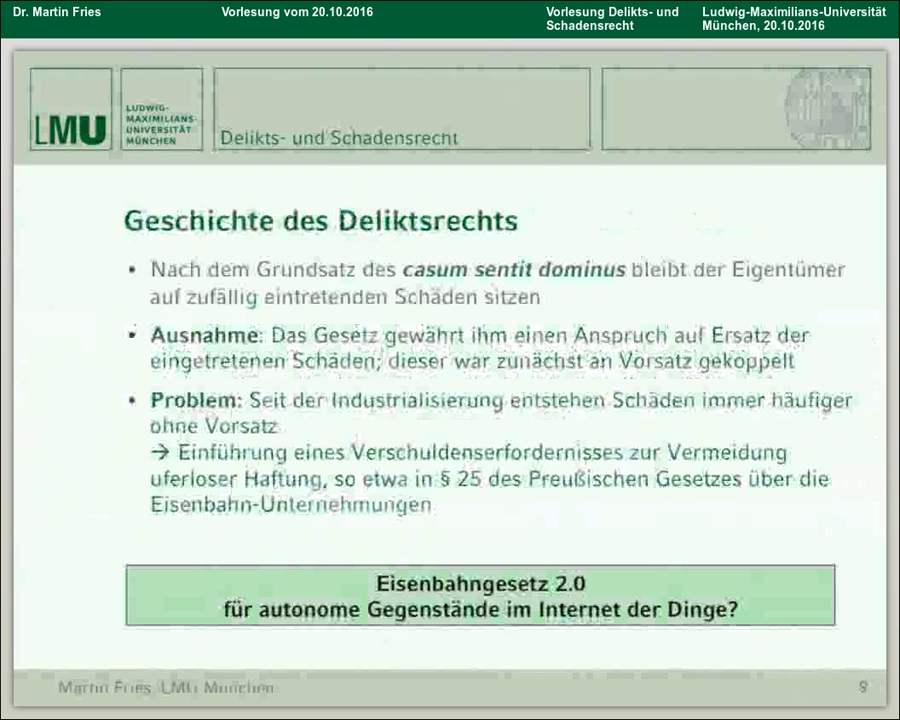 Dr. Martin Fries
Vorlesung vom 20.10.2016
Vorlesung Delikts- und
Schadensrecht
Ludwig-Maximilians-Universität
München, 20.10.2016
LMU
LUDWIG-
MAXIMILIANS-
UNIVERSITÄT
MÜNCHEN
Delikts- und Schadensrecht
Geschichte des Deliktsrechts
• Nach dem Grundsatz des casum sentit dominus bleibt der Eigentümer
auf zufällig eintretenden Schäden sitzen
• Ausnahme: Das Gesetz gewährt ihm einen Anspruch auf Ersatz der
eingetretenen Schäden; dieser war zunächst an Vorsatz gekoppelt
• Problem: Seit der Industrialisierung entstehen Schäden immer häufiger
ohne Vorsatz
→ Einführung eines Verschuldenserfordernisses zur Vermeidung
uferloser Haftung, so etwa in § 25 des Preußischen Gesetzes über die
Eisenbahn-Unternehmungen
Eisenbahngesetz 2.0
für autonome Gegenstände im Internet der Dinge?
Martin Fries, LMU München